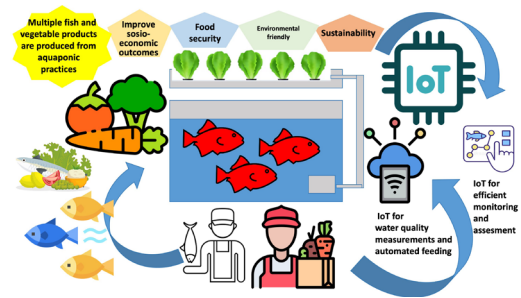 Multiple fish and
vegetable products
are produced from
aquaponic
practices
Improve
sosio-
economic
outcomes
Food
security
Environmental
friendly
Sustainability
IoT
IoT for
water quality
measurements and
automated feeding
IoT for
efficient
monitoring
and
assesment